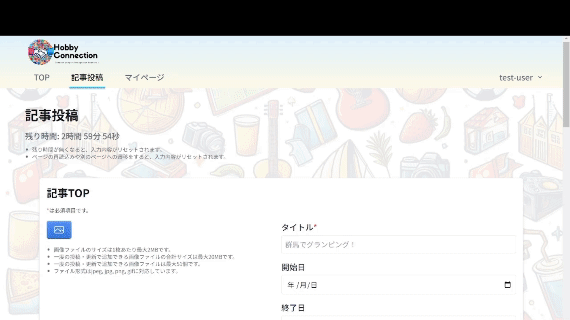 Hobby
Connection
TOP 記事投稿 マイページ test-user
記事投稿
残り時間: 2時間 59分 54秒
残り時間が無くなると、入力内容がリセットされます。
ページの再読込みや別のページへの遷移をすると、入力内容がリセットされます。
記事TOP
*は必須項目です。
タイトル*
群馬でグランピング！
画像ファイルのサイズは1枚あたり最大2MBです。
一度の投稿・更新で追加できる画像ファイルの合計サイズは最大20MBです。
一度の投稿・更新で追加できる画像ファイルは最大51個です。
ファイル形式はjpeg, jpg, png, gifに対応しています。
開始日
年 /月/日
終了日